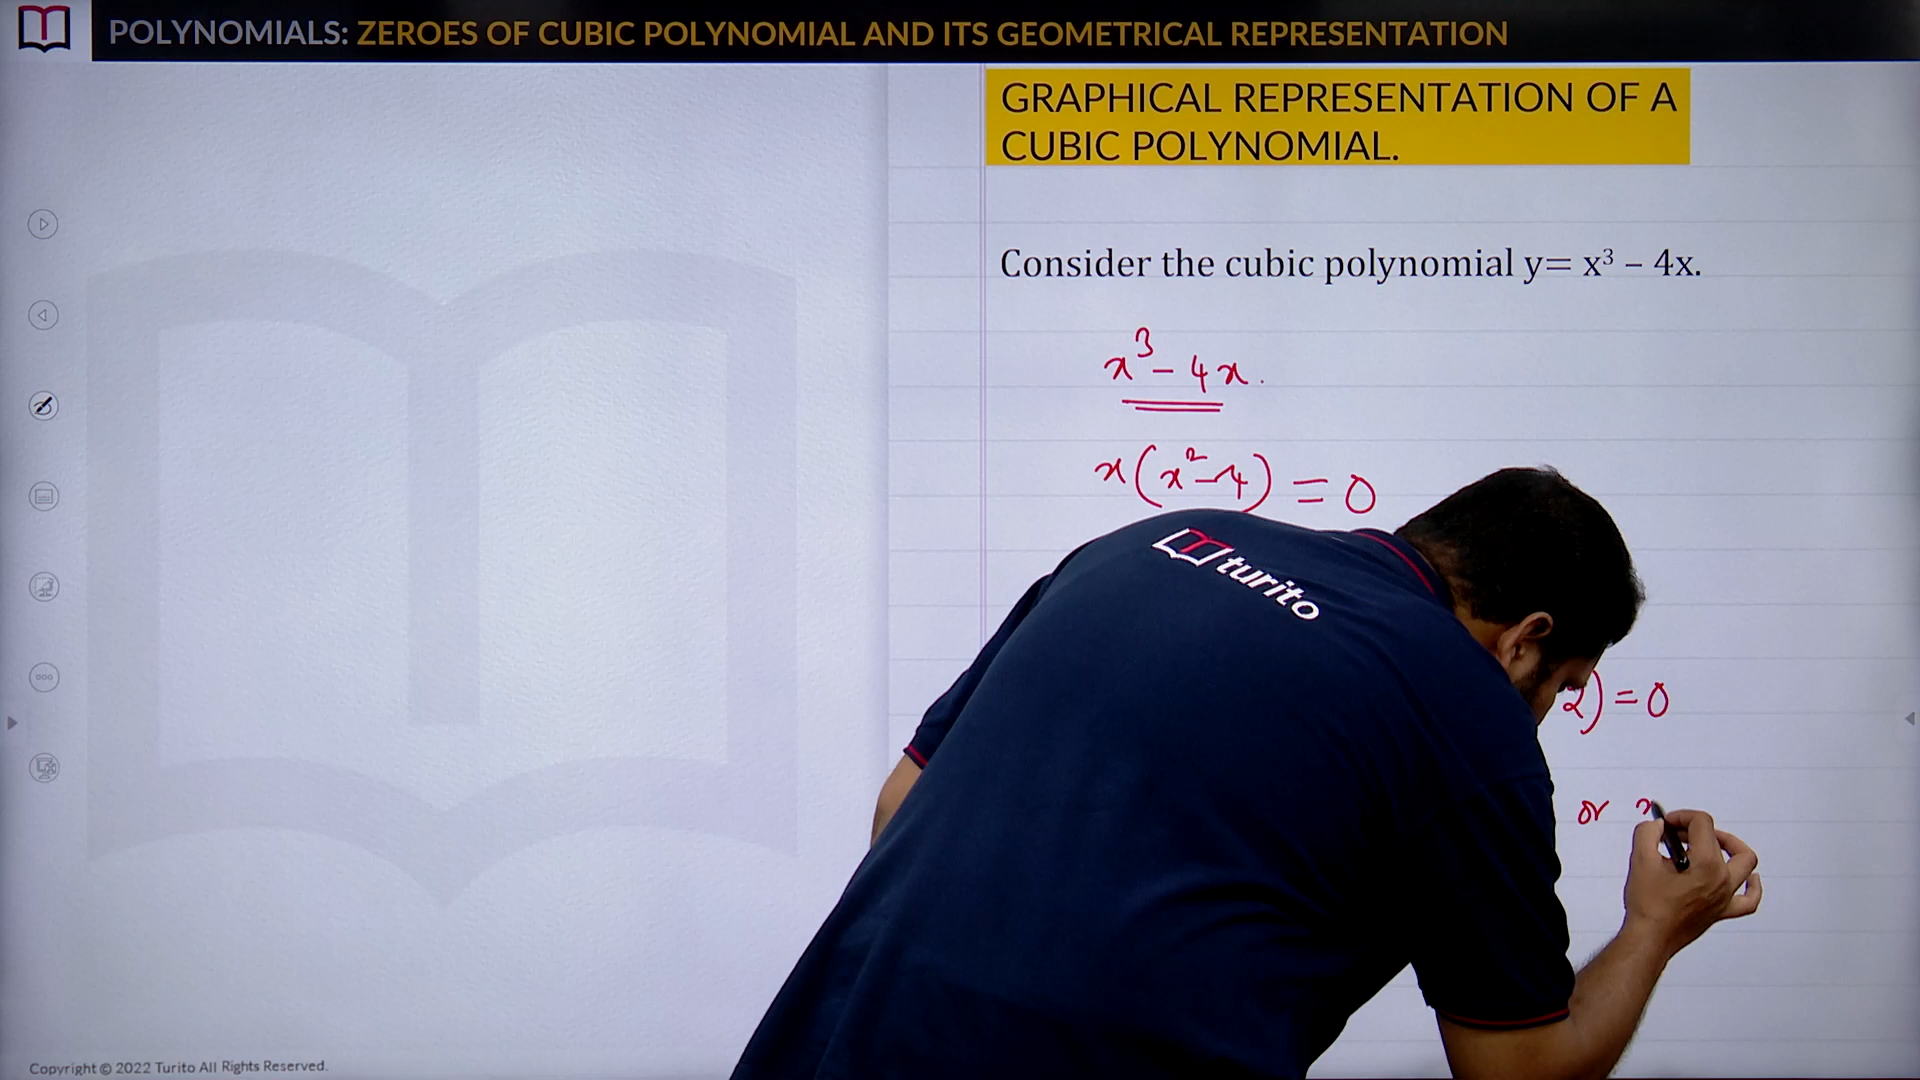 POLYNOMIALS: ZEROES OF CUBIC POLYNOMIAL AND ITS GEOMETRICAL REPRESENTATION
GRAPHICAL REPRESENTATION OF A
CUBIC POLYNOMIAL.
Consider the cubic polynomial y= x³ – 4x.
x³ - 4x.
x(x²-4) = 0
turito
2) = 0
or x
Copyright © 2022 Turito All Rights Reserved.